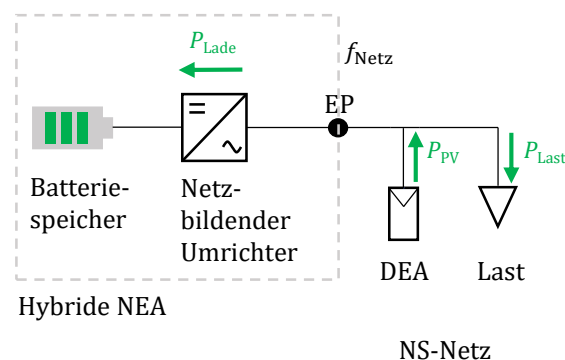 P_Lade
f_Netz
EP
P_PV
P_Last
Batterie-
speicher
Netz-
bildender
Umrichter
DEA
Last
Hybride NEA
NS-Netz